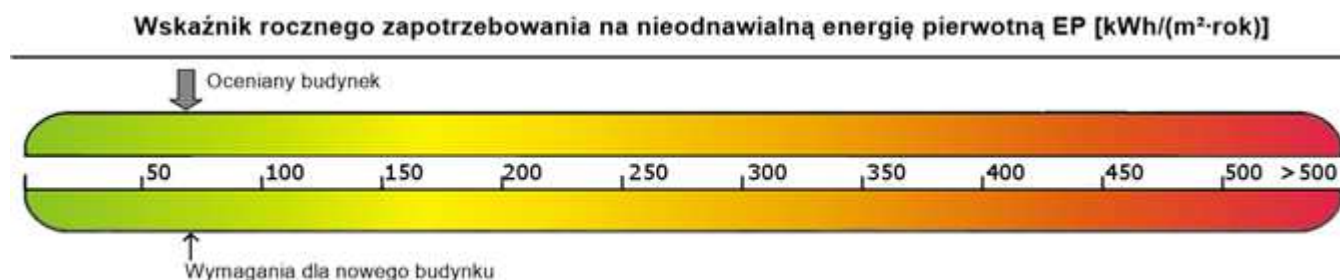 Wskaźnik rocznego zapotrzebowania na nieodnawialną energię pierwotną EP [kWh/(m²·rok)]
Oceniany budynek
50 100 150 200 250 300 350 400 450 500 >500
Wymagania dla nowego budynku